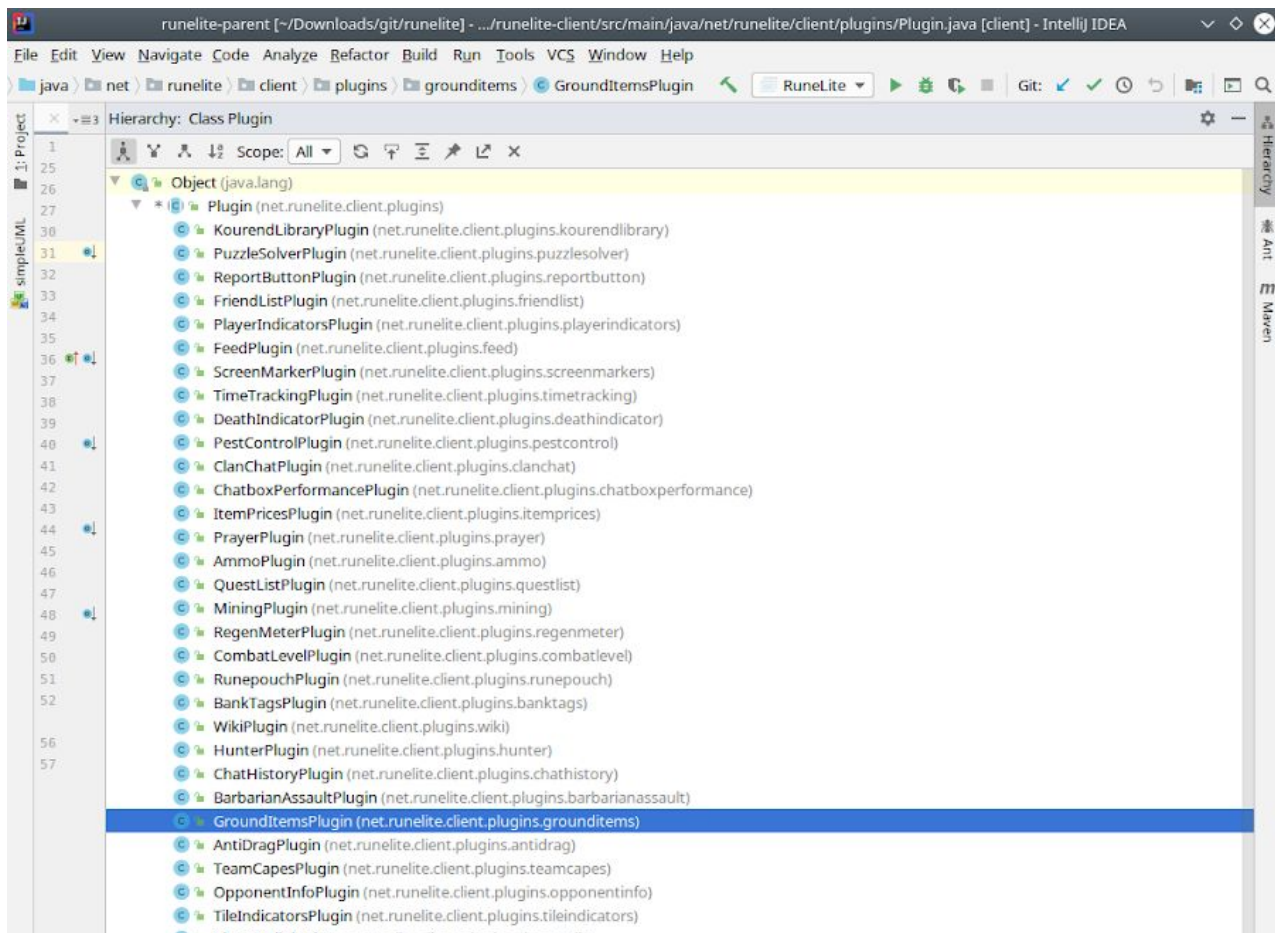 runelite-parent [~/Downloads/git/runelite] - .../runelite-client/src/main/java/net/runelite/client/plugins/Plugin.java [client] - IntelliJ IDEA
File Edit View Navigate Code Analyze Refactor Build Run Tools VCS Window Help
java net runelite client plugins grounditems GroundItemsPlugin RuneLite Git:
1: Project
simpleUML
3 Hierarchy: Class Plugin
Scope: All
Object (java.lang)
* Plugin (net.runelite.client.plugins)
KourendLibraryPlugin (net.runelite.client.plugins.kourendlibrary)
PuzzleSolverPlugin (net.runelite.client.plugins.puzzlesolver)
ReportButtonPlugin (net.runelite.client.plugins.reportbutton)
FriendListPlugin (net.runelite.client.plugins.friendlist)
PlayerIndicatorsPlugin (net.runelite.client.plugins.playerindicators)
FeedPlugin (net.runelite.client.plugins.feed)
ScreenMarkerPlugin (net.runelite.client.plugins.screenmarkers)
TimeTrackingPlugin (net.runelite.client.plugins.timetracking)
DeathIndicatorPlugin (net.runelite.client.plugins.deathindicator)
PestControlPlugin (net.runelite.client.plugins.pestcontrol)
ClanChatPlugin (net.runelite.client.plugins.clanchat)
ChatboxPerformancePlugin (net.runelite.client.plugins.chatboxperformance)
ItemPricesPlugin (net.runelite.client.plugins.itemprices)
PrayerPlugin (net.runelite.client.plugins.prayer)
AmmoPlugin (net.runelite.client.plugins.ammo)
QuestListPlugin (net.runelite.client.plugins.questlist)
MiningPlugin (net.runelite.client.plugins.mining)
RegenMeterPlugin (net.runelite.client.plugins.regenmeter)
CombatLevelPlugin (net.runelite.client.plugins.combatlevel)
RunepouchPlugin (net.runelite.client.plugins.runepouch)
BankTagsPlugin (net.runelite.client.plugins.banktags)
WikiPlugin (net.runelite.client.plugins.wiki)
HunterPlugin (net.runelite.client.plugins.hunter)
ChatHistoryPlugin (net.runelite.client.plugins.chathistory)
BarbarianAssaultPlugin (net.runelite.client.plugins.barbarianassault)
GroundItemsPlugin (net.runelite.client.plugins.grounditems)
AntiDragPlugin (net.runelite.client.plugins.antidrag)
TeamCapesPlugin (net.runelite.client.plugins.teamcapes)
OpponentInfoPlugin (net.runelite.client.plugins.opponentinfo)
TileIndicatorsPlugin (net.runelite.client.plugins.tileindicators)
1
25
26
27
30
31
32
33
34
35
36
37
38
39
40
41
42
43
44
45
46
47
48
49
50
51
52
56
57
Hierarchy
Ant
m Maven